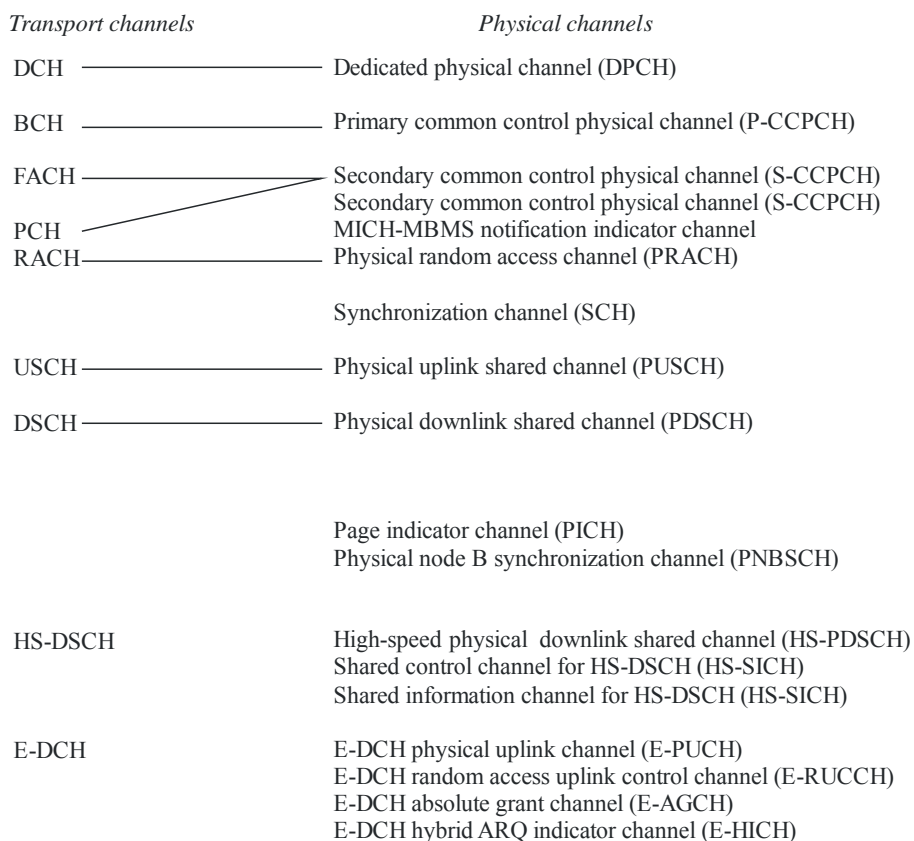 Transport channels Physical channels
DCH Dedicated physical channel (DPCH)
BCH Primary common control physical channel (P-CCPCH)
FACH Secondary common control physical channel (S-CCPCH)
Secondary common control physical channel (S-CCPCH)
PCH MICH-MBMS notification indicator channel
RACH Physical random access channel (PRACH)
Synchronization channel (SCH)
USCH Physical uplink shared channel (PUSCH)
DSCH Physical downlink shared channel (PDSCH)
Page indicator channel (PICH)
Physical node B synchronization channel (PNBSCH)
HS-DSCH High-speed physical downlink shared channel (HS-PDSCH)
Shared control channel for HS-DSCH (HS-SICH)
Shared information channel for HS-DSCH (HS-SICH)
E-DCH E-DCH physical uplink channel (E-PUCH)
E-DCH random access uplink control channel (E-RUCCH)
E-DCH absolute grant channel (E-AGCH)
E-DCH hybrid ARQ indicator channel (E-HICH)